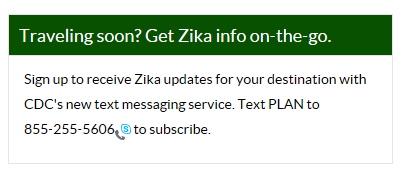 Traveling soon? Get Zika info on-the-go.
Sign up to receive Zika updates for your destination with
CDC's new text messaging service. Text PLAN to
855-255-5606 to subscribe.